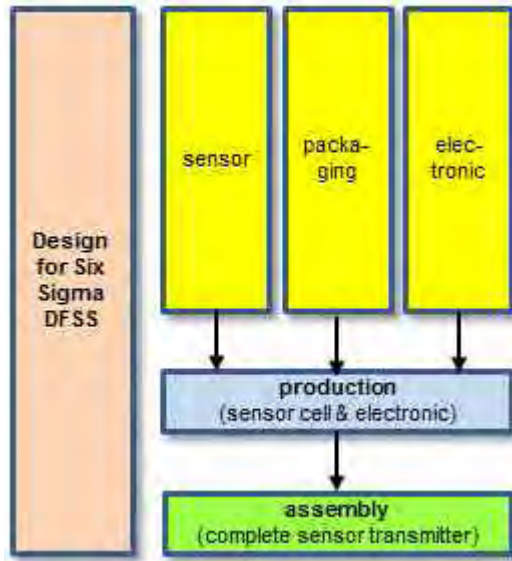 Design
for Six
Sigma
DFSS
sensor
packa-
ging
elec-
tronic
production
(sensor cell & electronic)
assembly
(complete sensor transmitter)